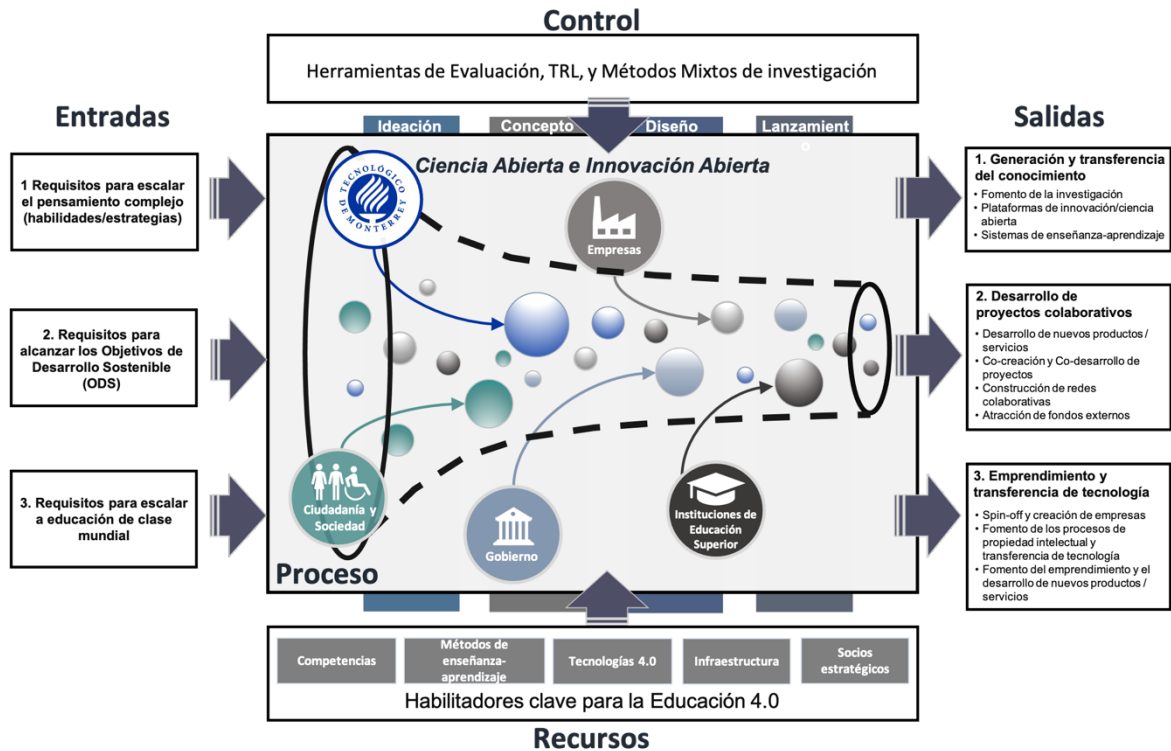 Control
Herramientas de Evaluación, TRL, y Métodos Mixtos de investigación
Entradas
1 Requisitos para escalar
el pensamiento complejo
(habilidades/estrategias)
2. Requisitos para
alcanzar los Objetivos de
Desarrollo Sostenible
(ODS)
3. Requisitos para escalar
a educación de clase
mundial
Ideación
Concepto
Diseño
Lanzamient
o
Ciencia Abierta e Innovación Abierta
TECNOLÓGICO
DE MONTERREY
Empresas
Ciudadanía y
Sociedad
Gobierno
Instituciones de
Educación
Superior
Proceso
Salidas
1. Generación y transferencia
del conocimiento
• Fomento de la investigación
• Plataformas de innovación/ciencia
abierta
• Sistemas de enseñanza-aprendizaje
2. Desarrollo de
proyectos colaborativos
• Desarrollo de nuevos productos /
servicios
• Co-creación y Co-desarrollo de
proyectos
• Construcción de redes
colaborativas
• Atracción de fondos externos
3. Emprendimiento y
transferencia de tecnología
• Spin-off y creación de empresas
• Fomento de los procesos de
propiedad intelectual y
transferencia de tecnología
• Fomento del emprendimiento y el
desarrollo de nuevos productos /
servicios
Competencias
Métodos de
enseñanza-
aprendizaje
Tecnologías 4.0
Infraestructura
Socios
estratégicos
Habilitadores clave para la Educación 4.0
Recursos